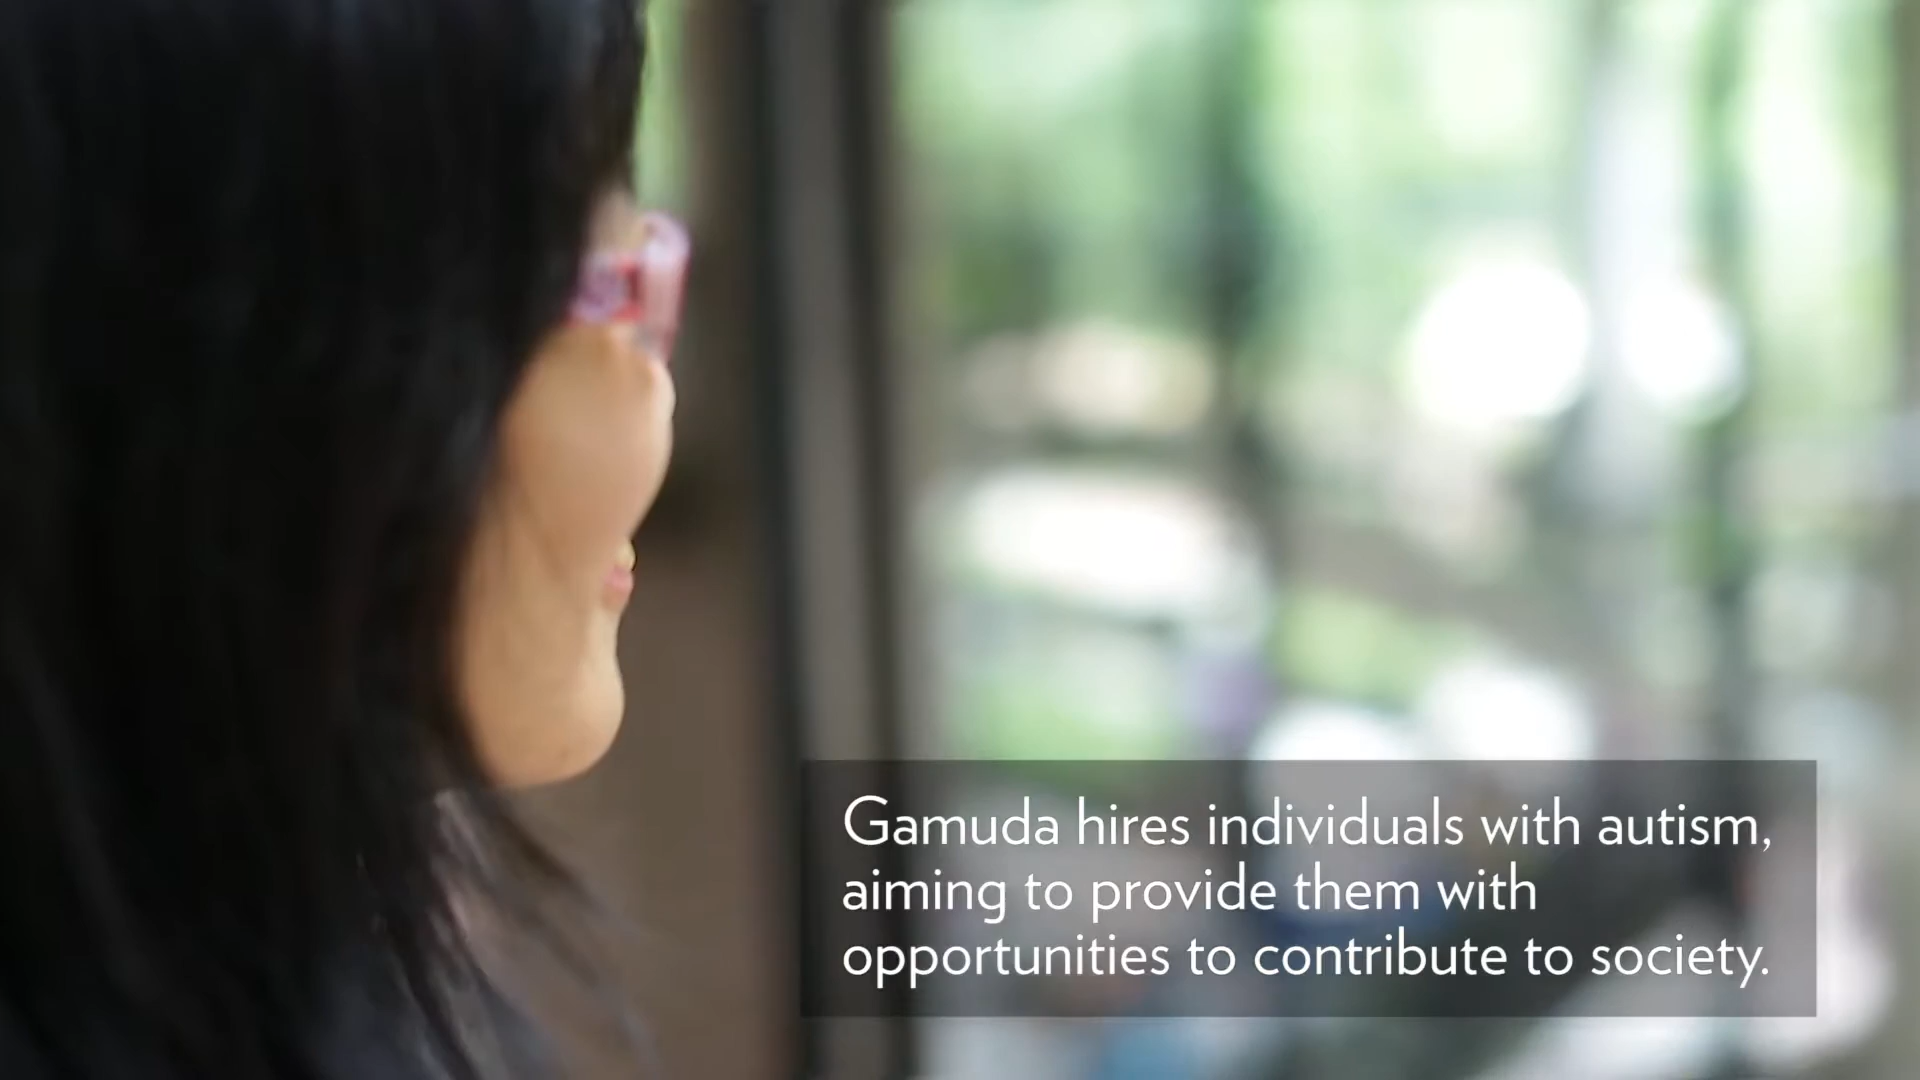 Gamuda hires individuals with autism,
aiming to provide them with
opportunities to contribute to society.